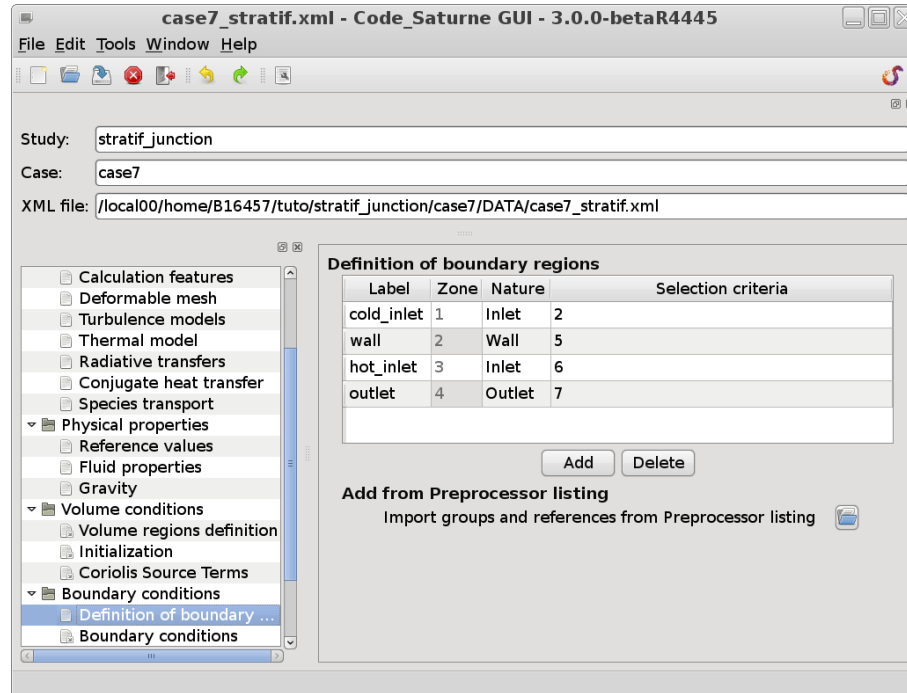 case7_stratif.xml - Code_Saturne GUI - 3.0.0-betaR4445
File Edit Tools Window Help
Study: stratif_junction
Case: case7
XML file: /local00/home/B16457/tuto/stratif_junction/case7/DATA/case7_stratif.xml
Calculation features
Deformable mesh
Turbulence models
Thermal model
Radiative transfers
Conjugate heat transfer
Species transport
Physical properties
Reference values
Fluid properties
Gravity
Volume conditions
Volume regions definition
Initialization
Coriolis Source Terms
Boundary conditions
Definition of boundary ...
Boundary conditions
Definition of boundary regions
Label Zone Nature Selection criteria
cold_inlet 1 Inlet 2
wall 2 Wall 5
hot_inlet 3 Inlet 6
outlet 4 Outlet 7
Add Delete
Add from Preprocessor listing
Import groups and references from Preprocessor listing